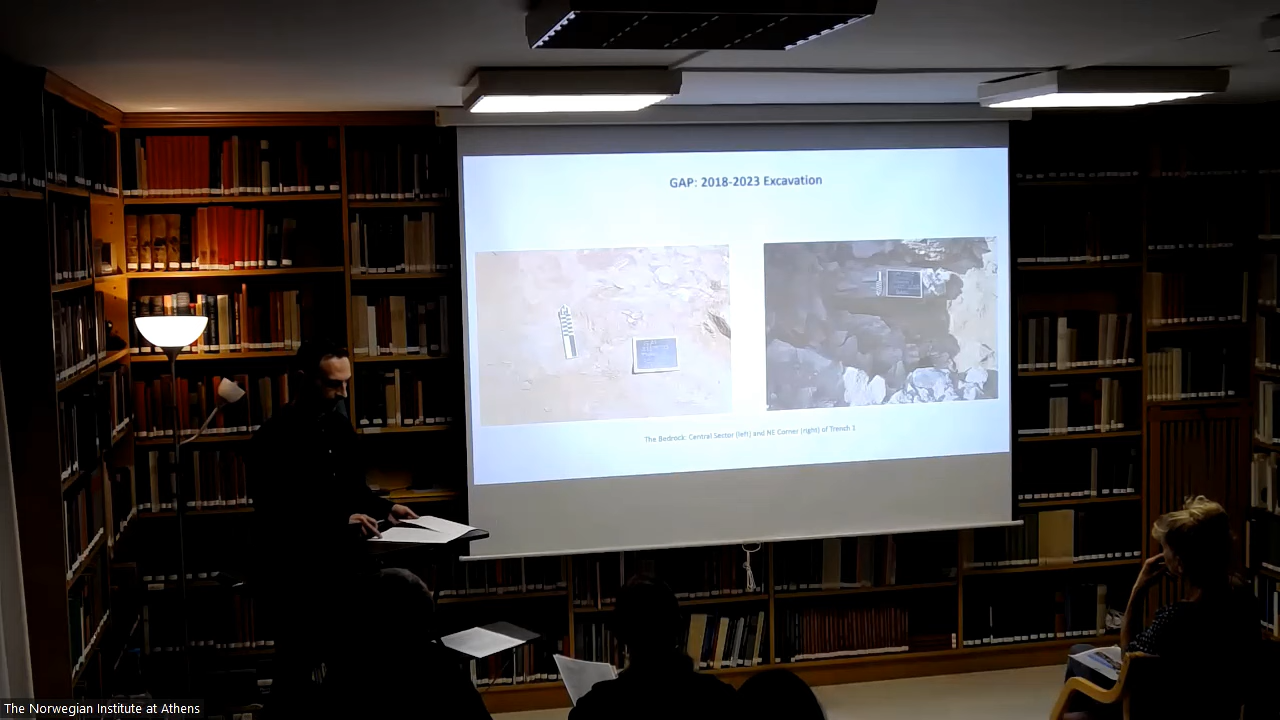 GAP: 2018-2023 Excavation
The Bedrock: Central Sector (left) and NE Corner (right) of Trench 1
The Norwegian Institute at Athens